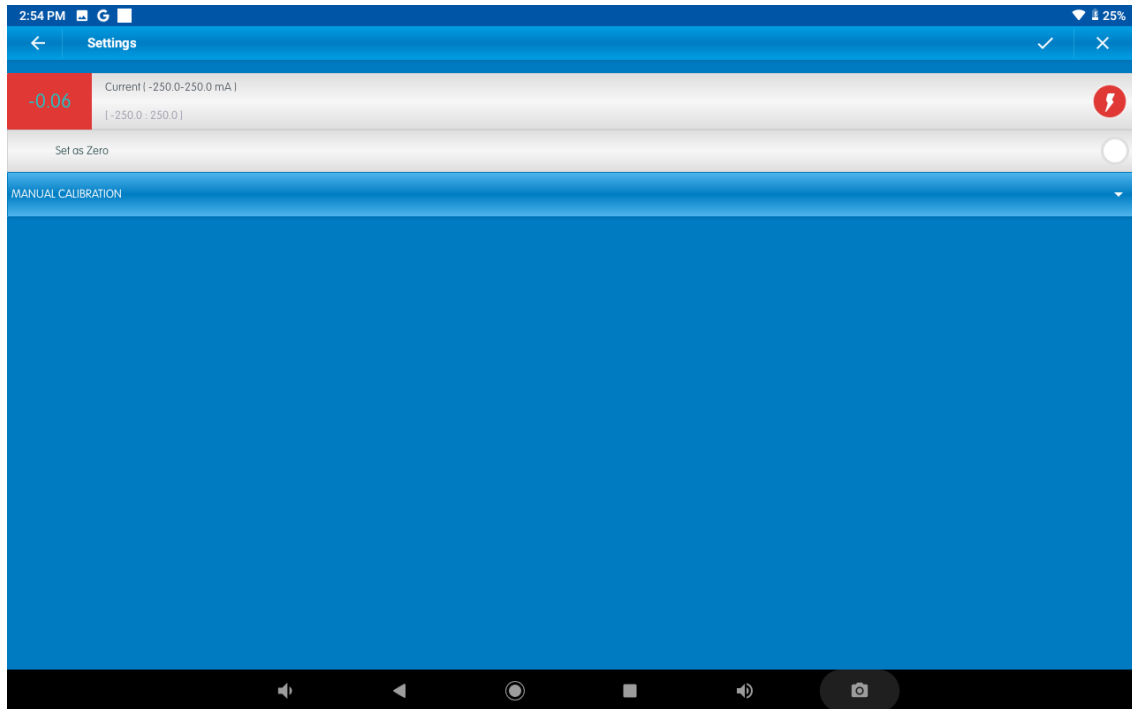 2:54 PM G 25%
Settings
-0.06
Current ( -250.0-250.0 mA )
[ -250.0 : 250.0 ]
Set as Zero
MANUAL CALIBRATION